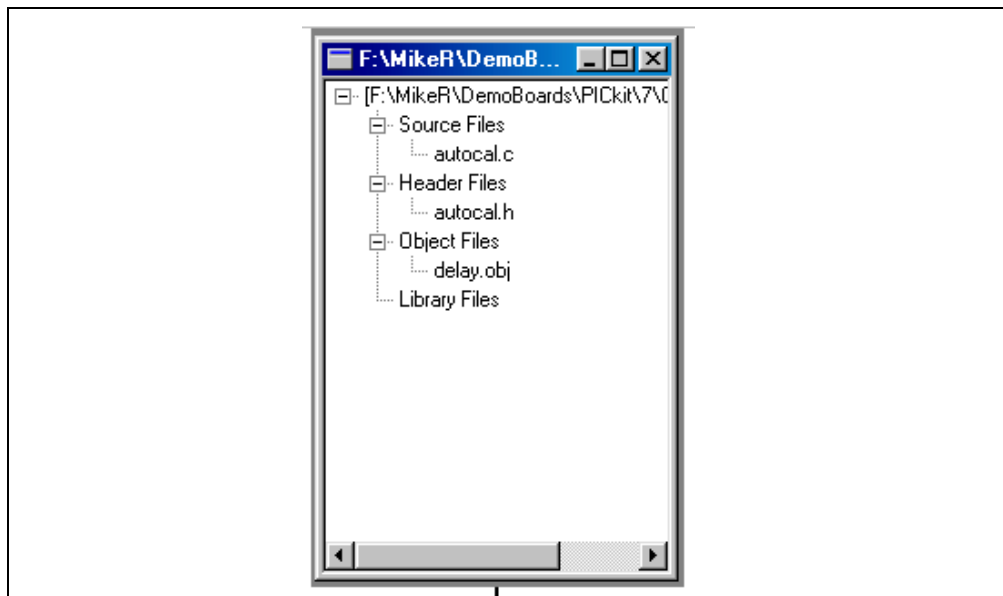 F:\MikeR\DemoB...
[F:\MikeR\DemoBoards\PICkit\7\C
Source Files
autocal.c
Header Files
autocal.h
Object Files
delay.obj
Library Files